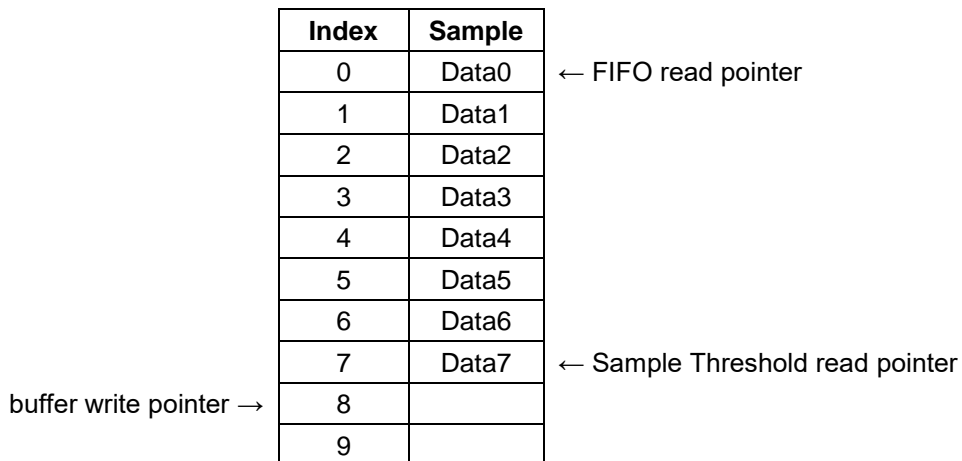 Index Sample
0 Data0 ← FIFO read pointer
1 Data1
2 Data2
3 Data3
4 Data4
5 Data5
6 Data6
7 Data7 ← Sample Threshold read pointer
buffer write pointer → 8
9